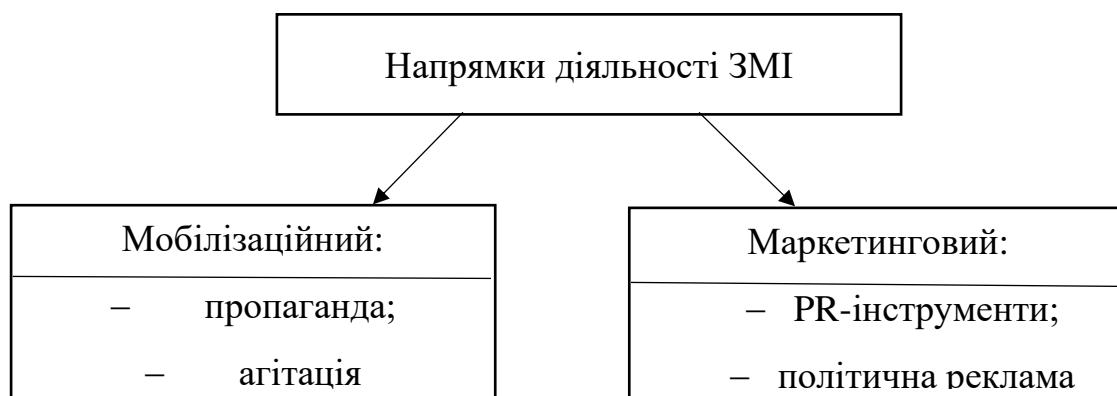 Напрямки діяльності ЗМІ
Мобілізаційний:
– пропаганда;
– агітація
Маркетинговий:
– PR-інструменти;
– політична реклама